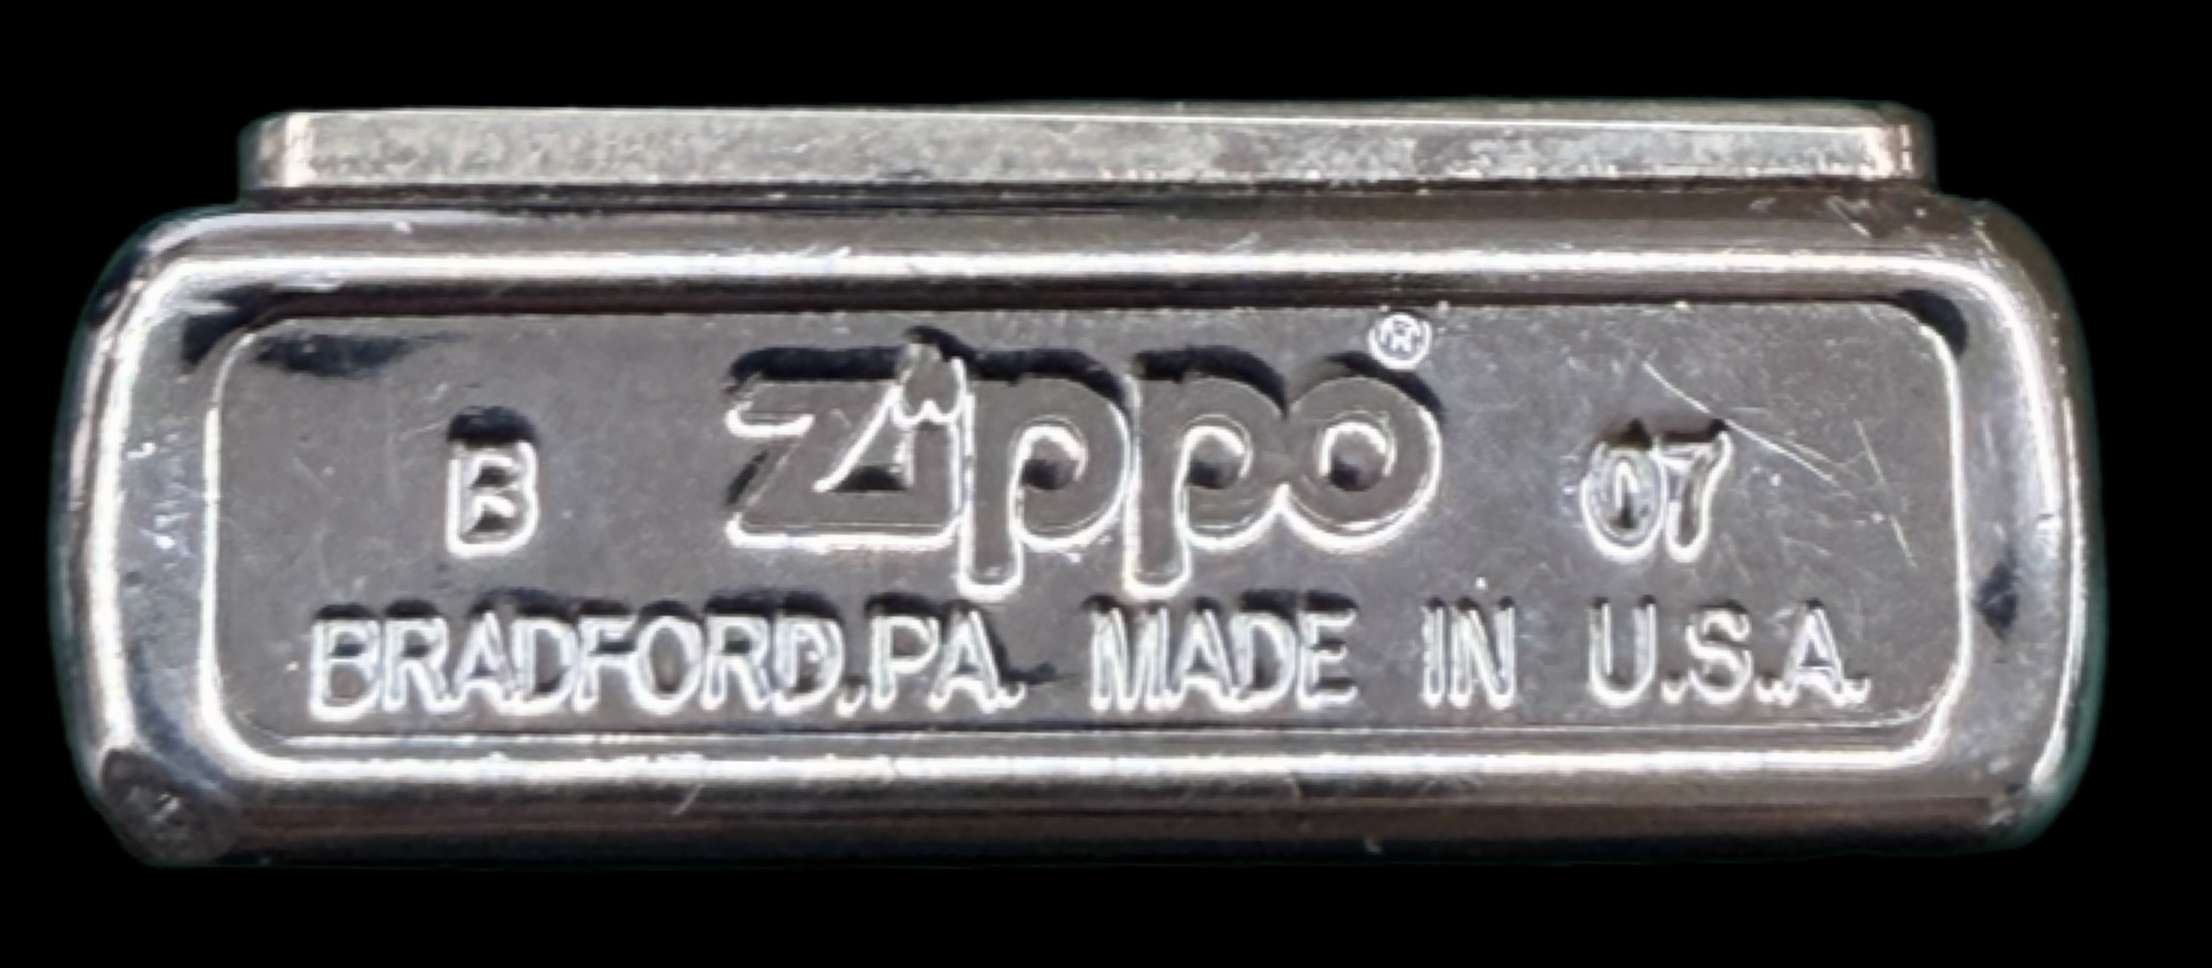 B Zippo® 07
BRADFORD,PA. MADE IN U.S.A.